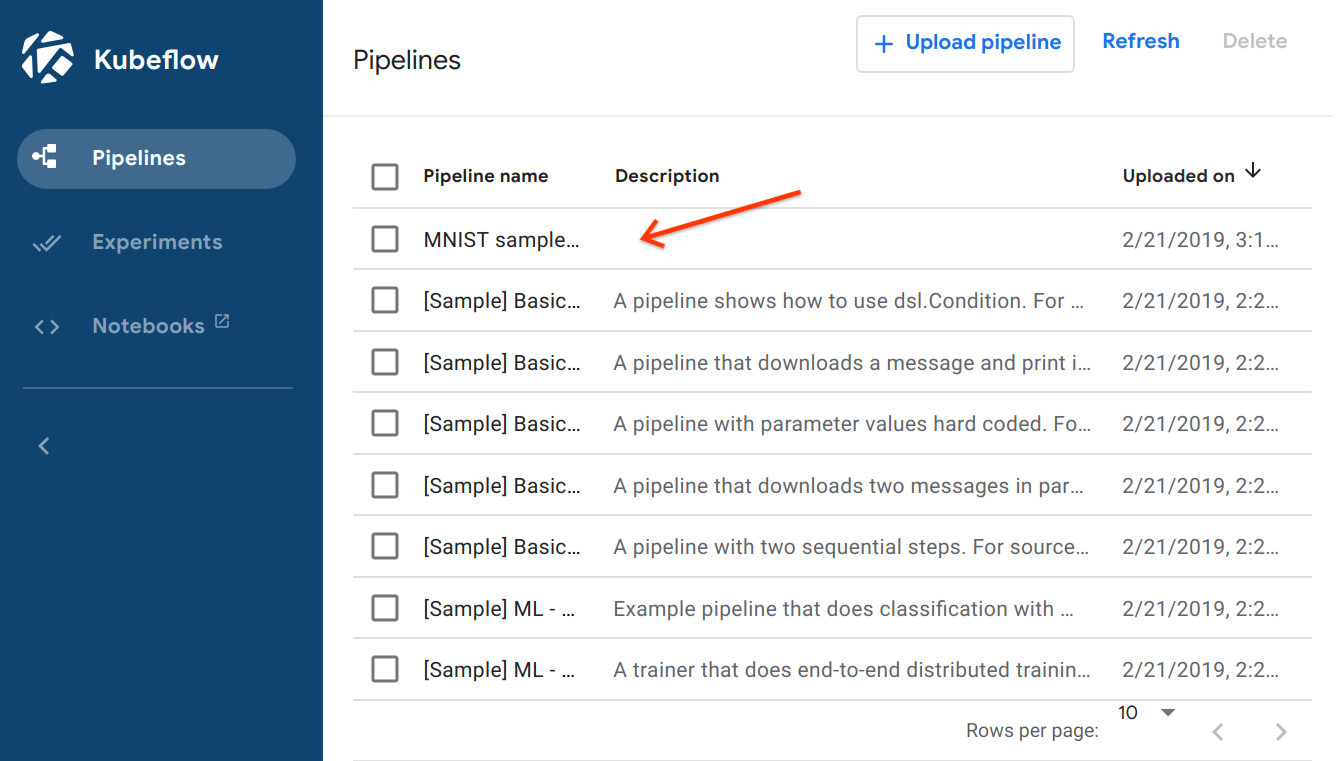 Kubeflow
Pipelines
Experiments
Notebooks
Pipelines
+ Upload pipeline Refresh Delete
Pipeline name Description Uploaded on
MNIST sample... 2/21/2019, 3:1...
[Sample] Basic... A pipeline shows how to use dsl.Condition. For ... 2/21/2019, 2:2...
[Sample] Basic... A pipeline that downloads a message and print i... 2/21/2019, 2:2...
[Sample] Basic... A pipeline with parameter values hard coded. Fo... 2/21/2019, 2:2...
[Sample] Basic... A pipeline that downloads two messages in par... 2/21/2019, 2:2...
[Sample] Basic... A pipeline with two sequential steps. For source... 2/21/2019, 2:2...
[Sample] ML - ... Example pipeline that does classification with ... 2/21/2019, 2:2...
[Sample] ML - ... A trainer that does end-to-end distributed trainin... 2/21/2019, 2:2...
Rows per page: 10